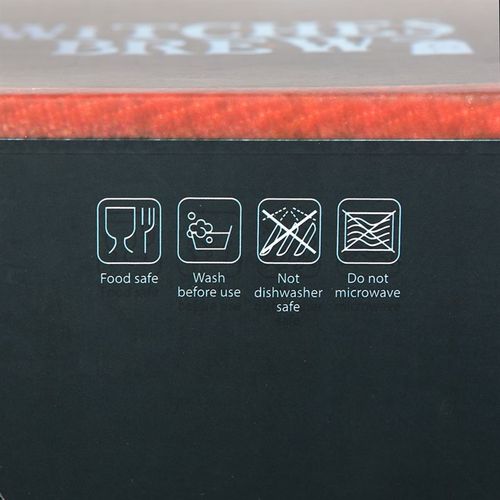 WITCHES
BREW
Food safe
Wash
before use
Not
dishwasher
safe
Do not
microwave